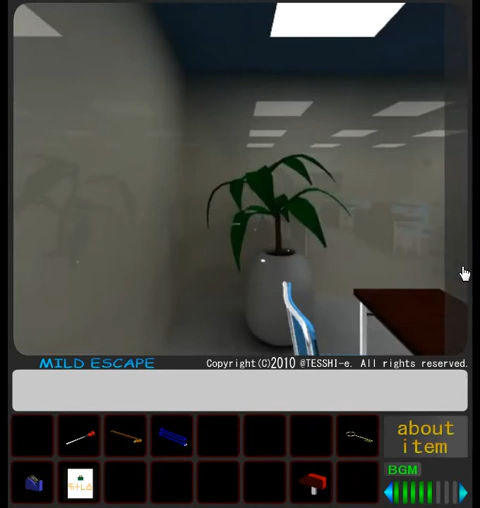 MILD ESCAPE
Copyright(C)2010 @TESSHI-e. All rights reserved.
about
item
BGM